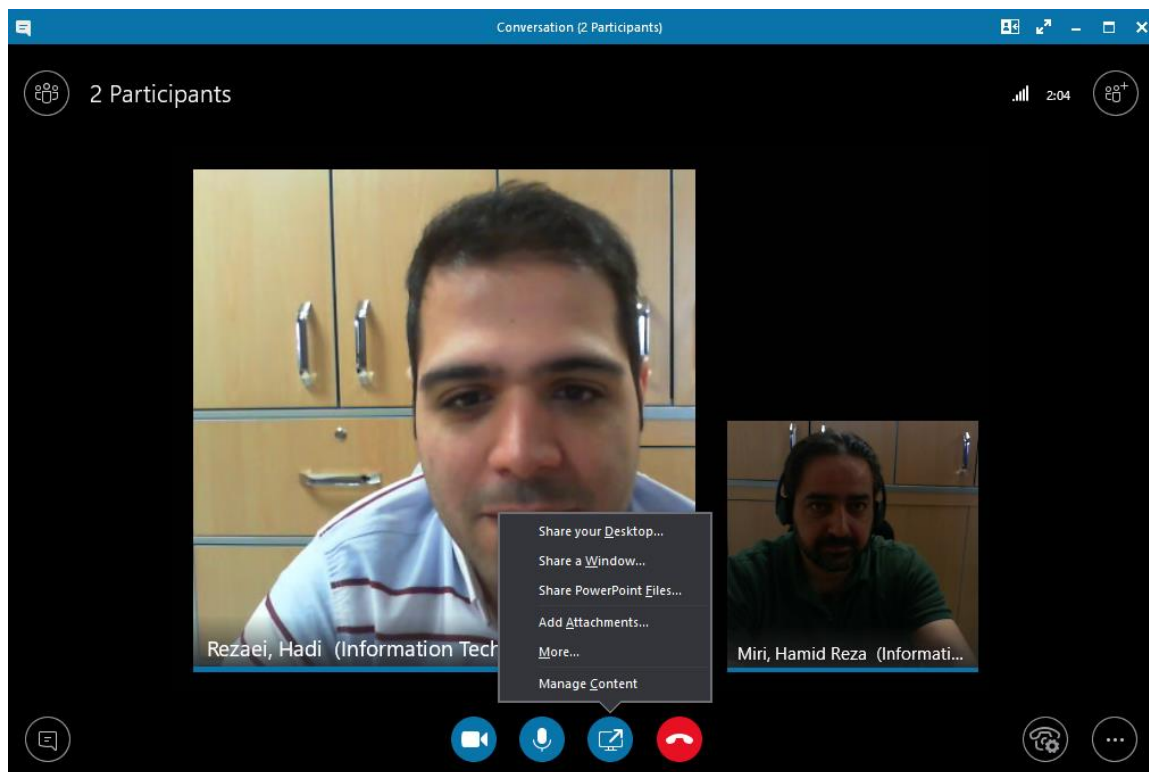 Conversation (2 Participants)
2 Participants
2:04
Share your Desktop...
Share a Window...
Share PowerPoint Files...
Add Attachments...
More...
Manage Content
Rezaei, Hadi (Information Tech
Miri, Hamid Reza (Informati...